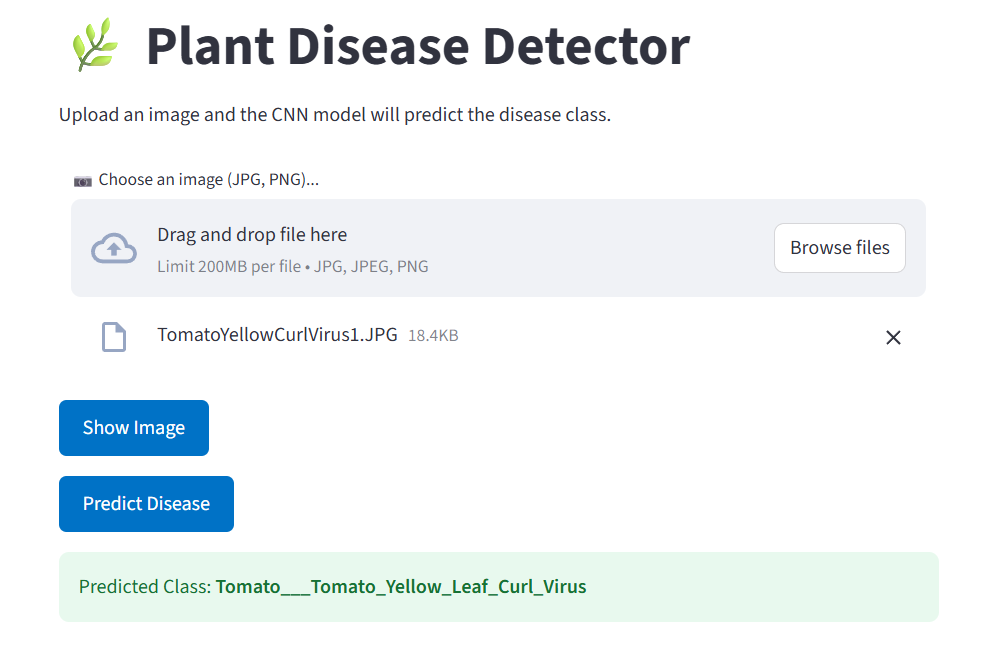 Plant Disease Detector
Upload an image and the CNN model will predict the disease class.
Choose an image (JPG, PNG)...
Drag and drop file here
Limit 200MB per file • JPG, JPEG, PNG
Browse files
TomatoYellowCurlVirus1.JPG 18.4KB
Show Image
Predict Disease
Predicted Class: Tomato___Tomato_Yellow_Leaf_Curl_Virus